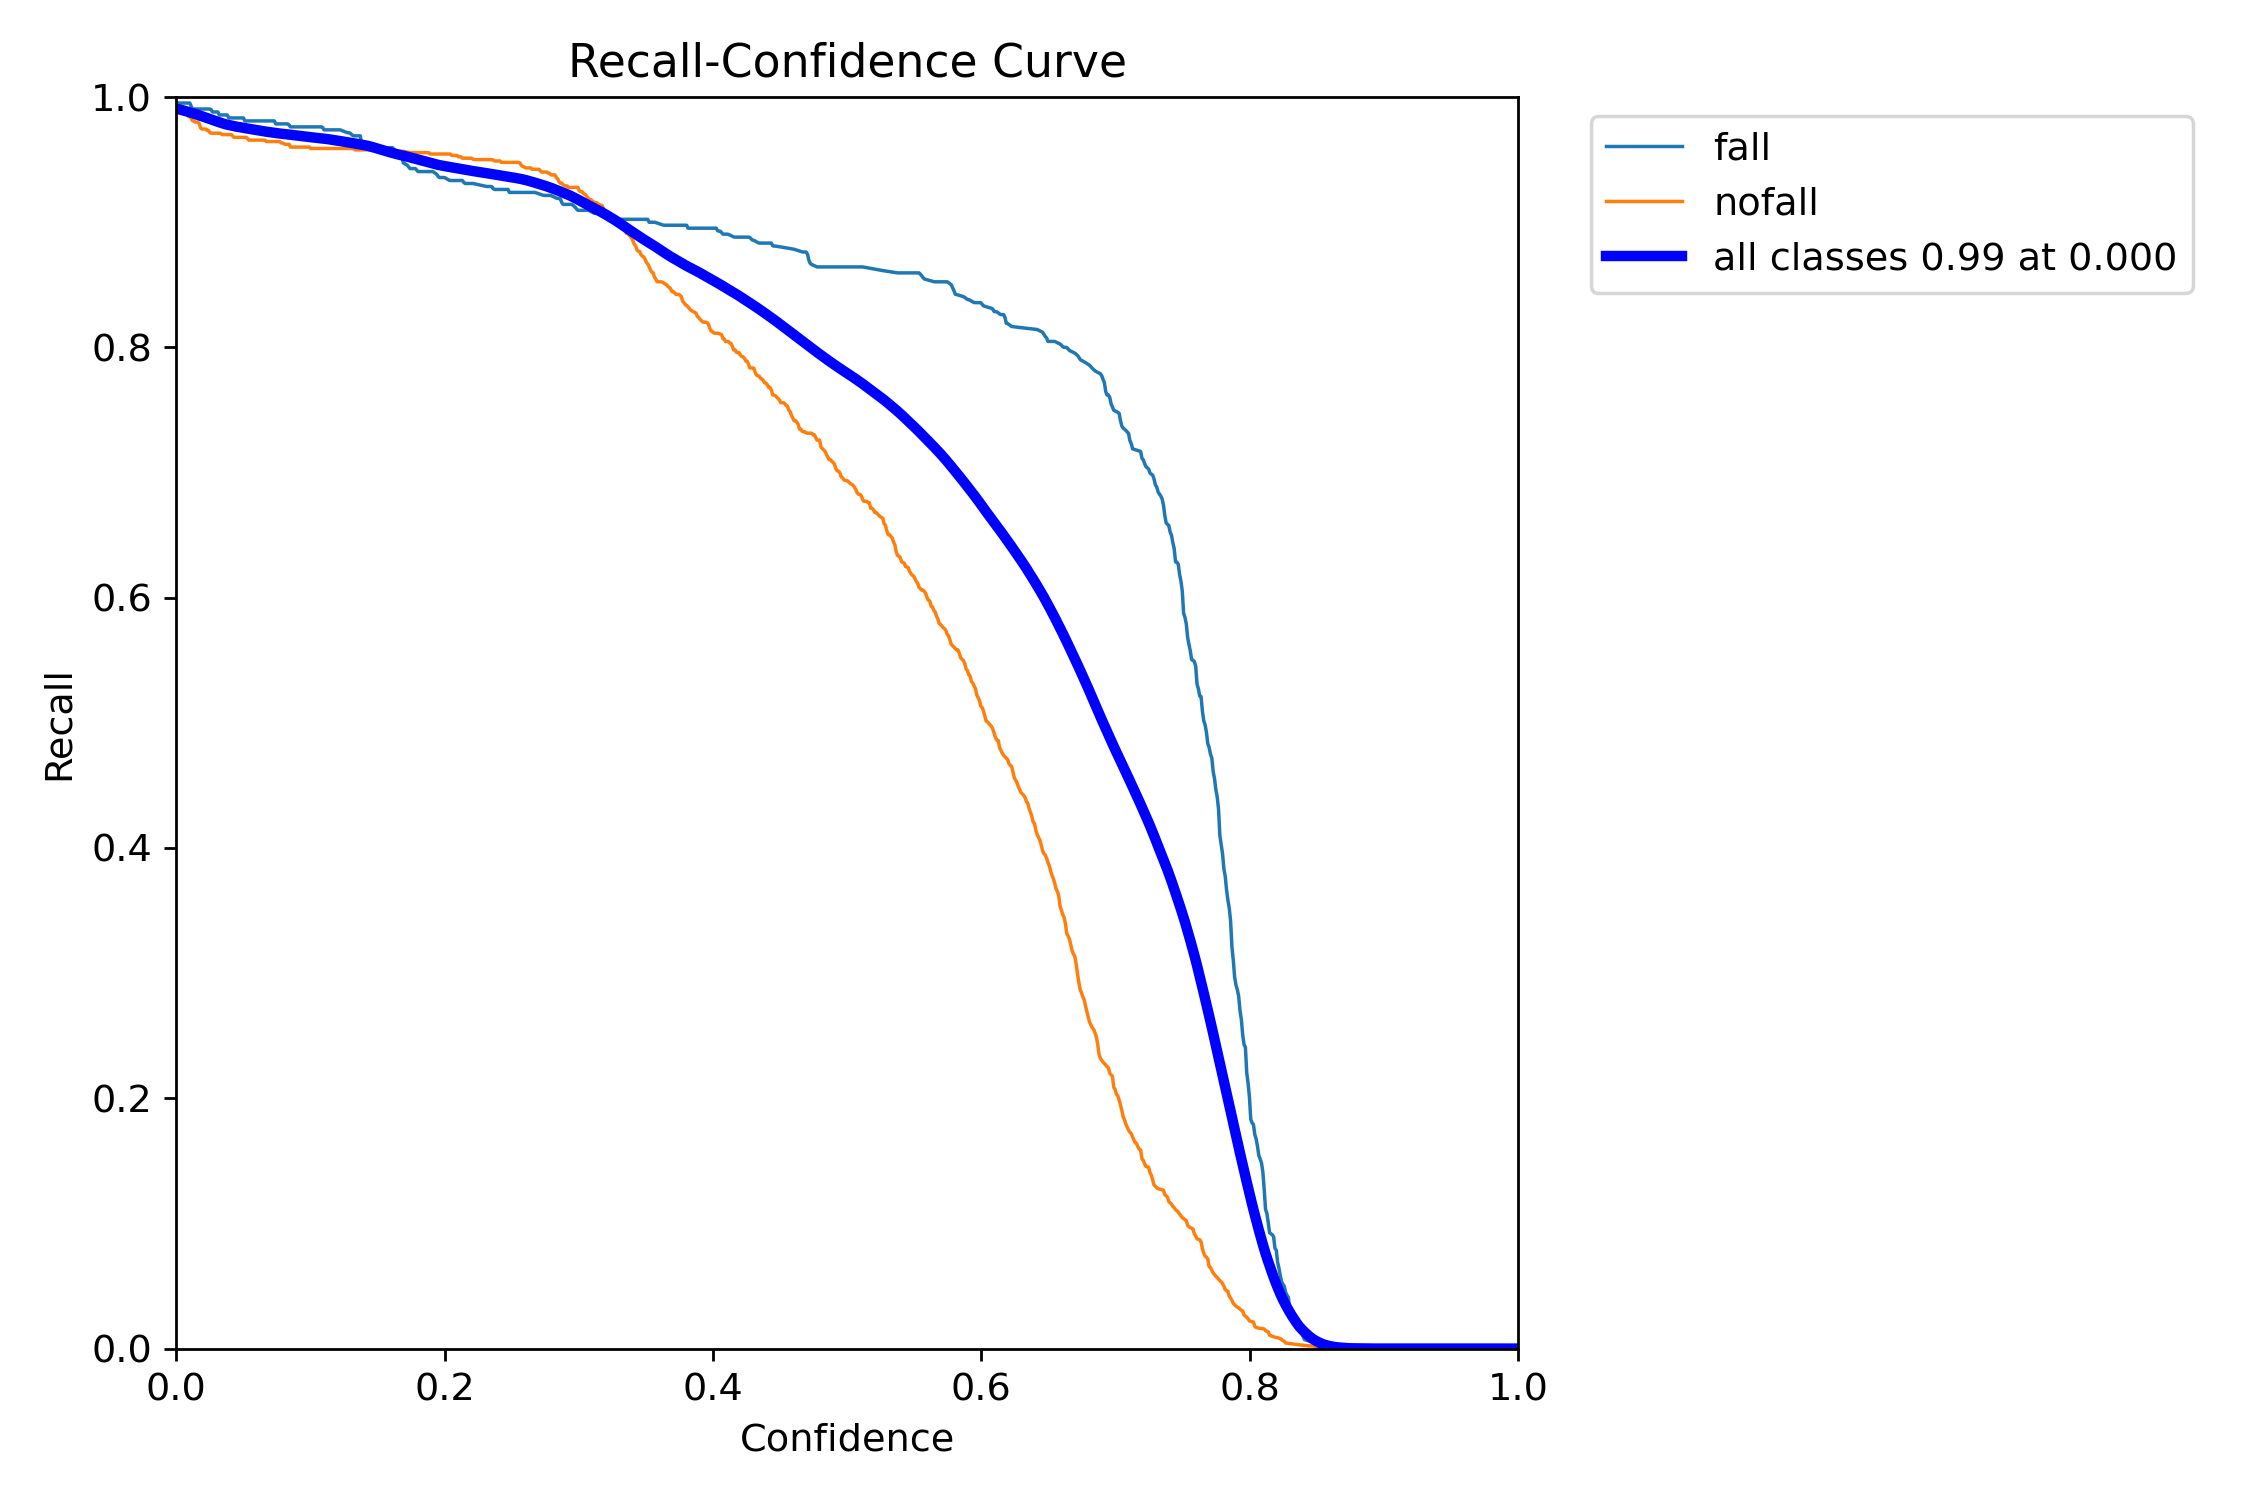 Recall-Confidence Curve
1.0
0.8
0.6
0.4
0.2
0.0
Recall
0.0 0.2 0.4 0.6 0.8 1.0
Confidence
fall
nofall
all classes 0.99 at 0.000